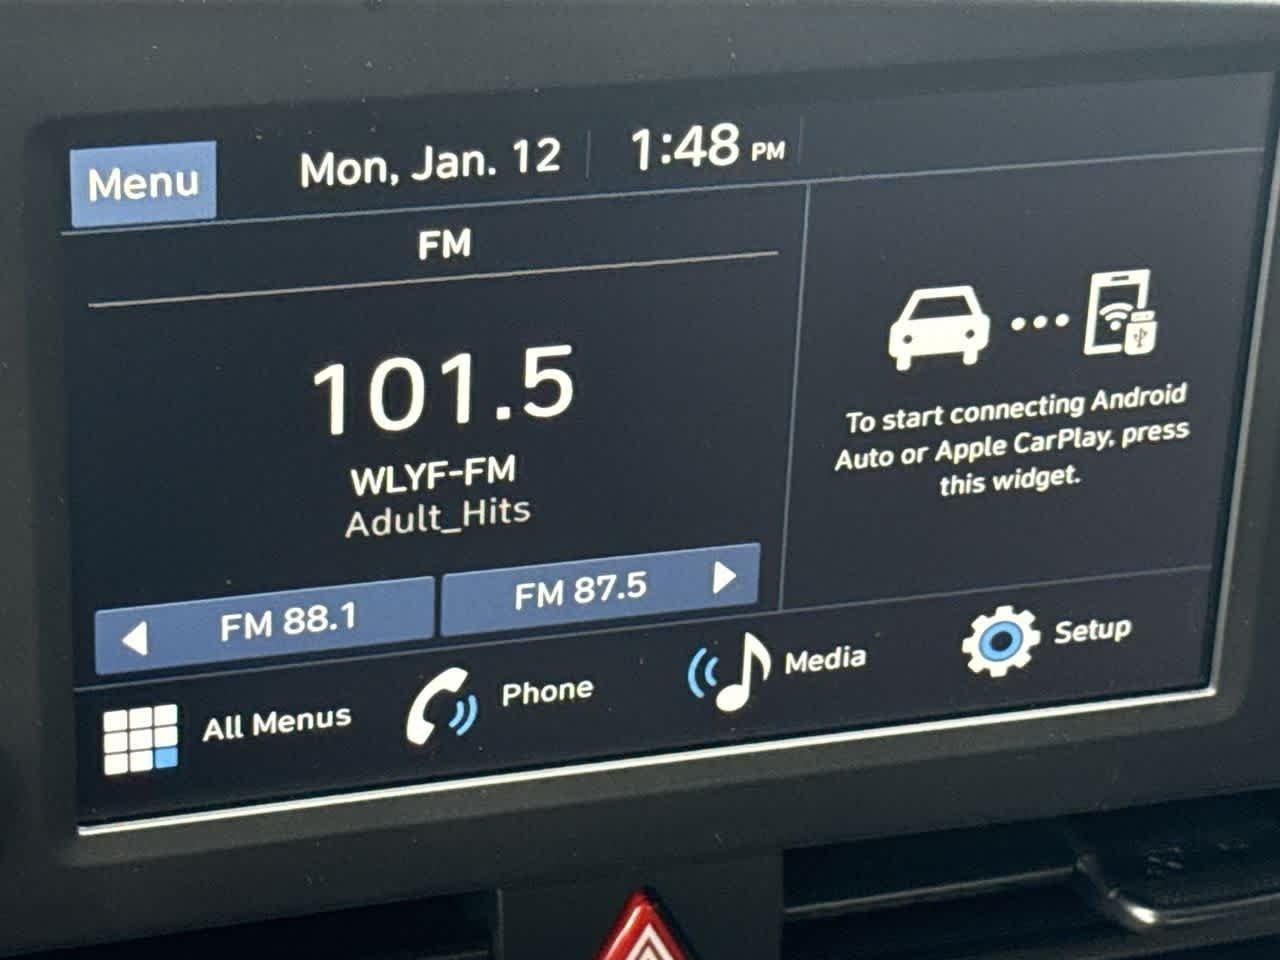 Menu
Mon, Jan. 12
1:48 PM
FM
101.5
WLYF-FM
Adult_Hits
FM 88.1
FM 87.5
To start connecting Android
Auto or Apple CarPlay, press
this widget.
All Menus
Phone
Media
Setup